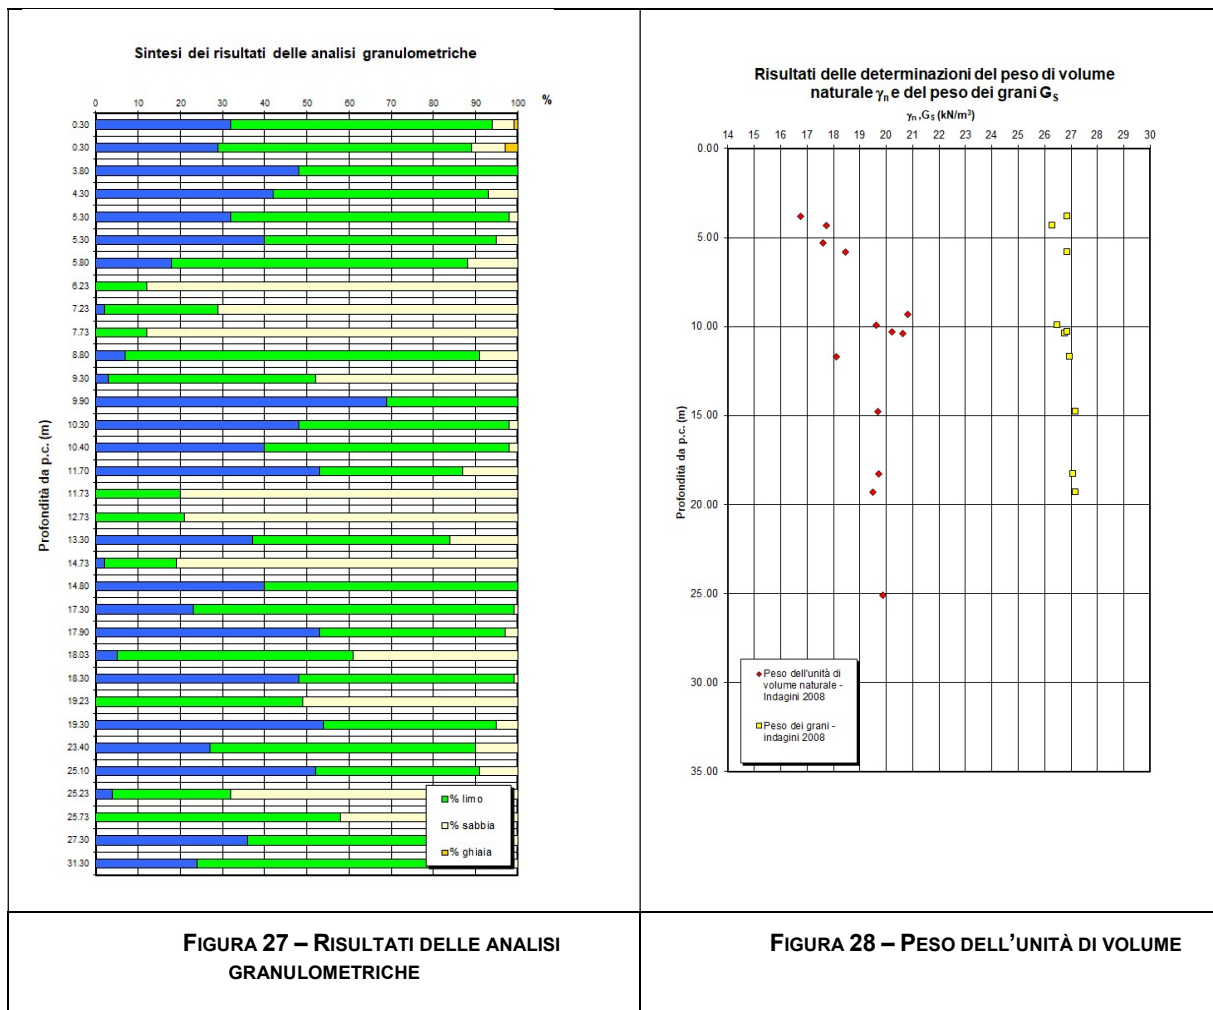 Sintesi dei risultati delle analisi granulometriche
0 10 20 30 40 50 60 70 80 90 100 %
0.30
0.30
3.80
4.30
5.30
5.30
5.80
6.23
7.23
7.73
8.80
9.30
9.90
10.30
10.40
11.70
11.73
12.73
13.30
14.73
14.80
17.30
17.90
18.03
18.30
19.23
19.30
23.40
25.10
25.23
25.73
27.30
31.30
Profondità da p.c. (m)
% limo
% sabbia
% ghiaia
Risultati delle determinazioni del peso di volume
naturale γn e del peso dei grani GS
γn ,GS (kN/m³)
14 15 16 17 18 19 20 21 22 23 24 25 26 27 28 29 30
0.00
5.00
10.00
15.00
20.00
25.00
30.00
35.00
Profondità da p.c. (m)
Peso dell'unità di
volume naturale -
Indagini 2008
Peso dei grani -
indagini 2008
FIGURA 27 – RISULTATI DELLE ANALISI
GRANULOMETRICHE
FIGURA 28 – PESO DELL'UNITÀ DI VOLUME